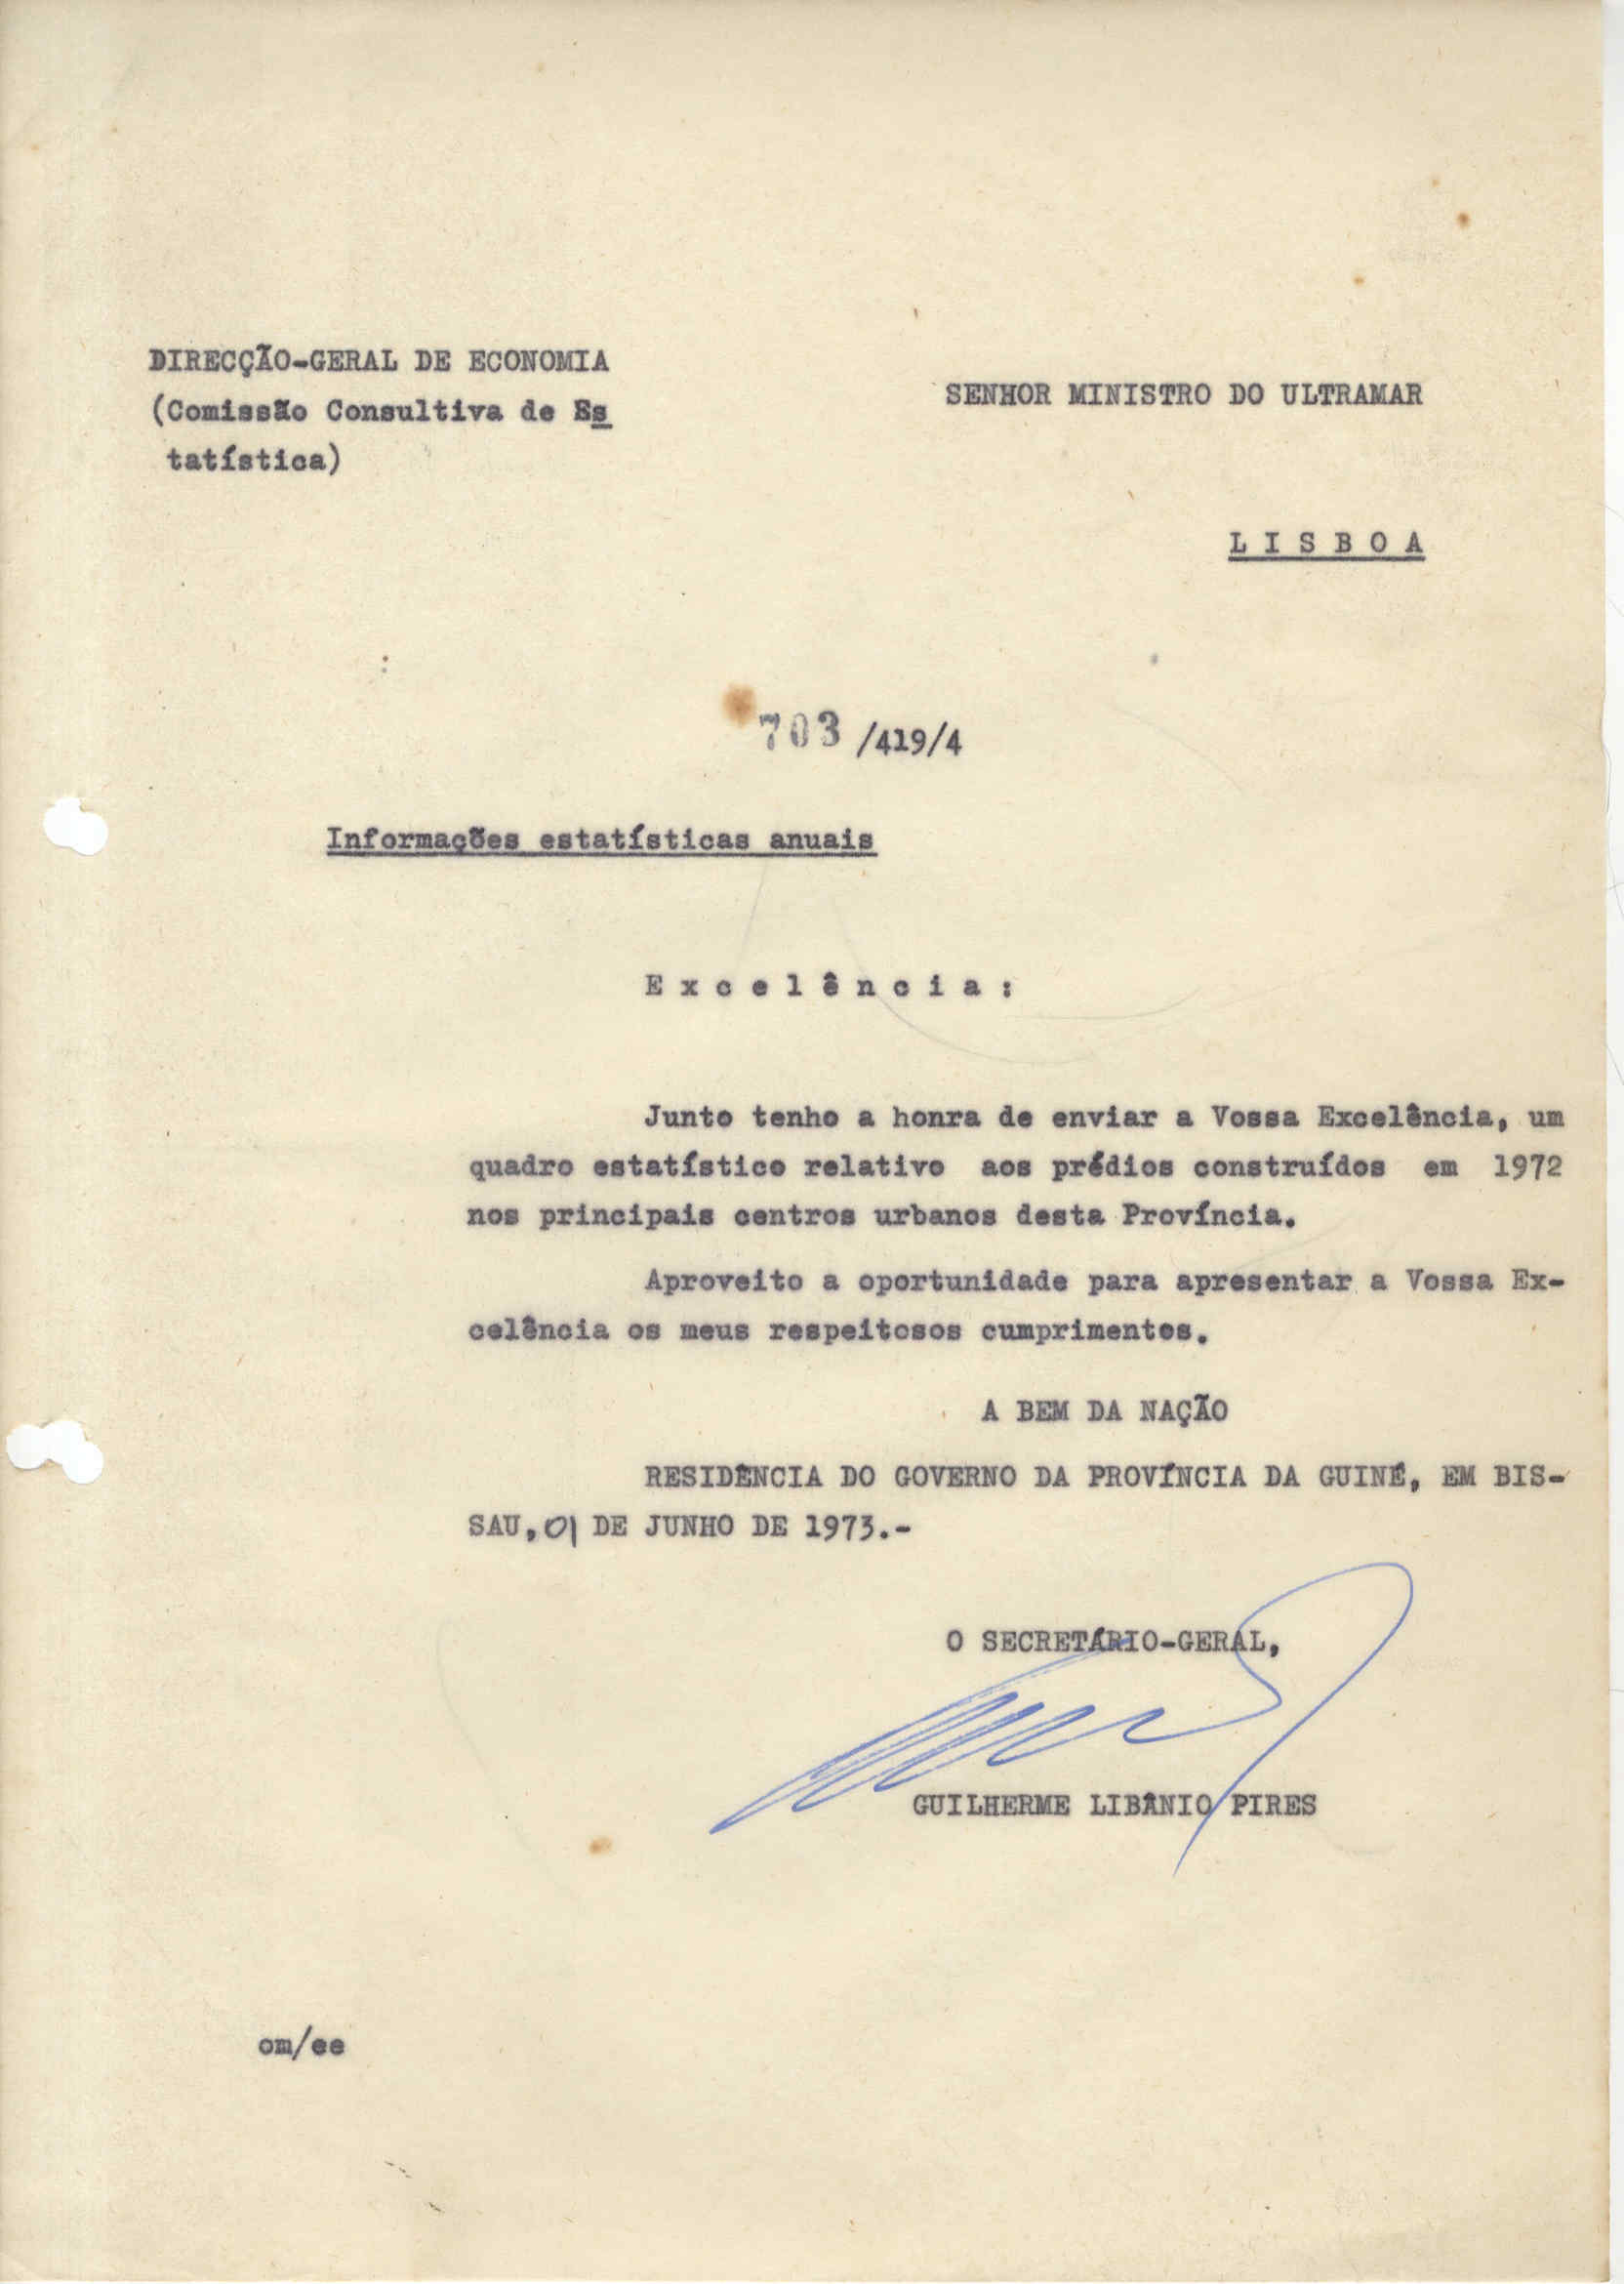 DIRECÇÃO-GERAL DE ECONOMIA
(Comissão Consultiva de Es
tatística)
SENHOR MINISTRO DO ULTRAMAR
L I S B O A
703 /419/4
Informações estatísticas anuais
E x c e l ê n c i a :
Junto tenho a honra de enviar a Vossa Excelência, um
quadro estatístico relativo aos prédios construídos em 1972
nos principais centros urbanos desta Província.
Aproveito a oportunidade para apresentar a Vossa Ex-
celência os meus respeitosos cumprimentos.
A BEM DA NAÇÃO
RESIDÊNCIA DO GOVERNO DA PROVÍNCIA DA GUINÉ, EM BIS-
SAU, 01 DE JUNHO DE 1973.-
O SECRETÁRIO-GERAL,
GUILHERME LIBÂNIO PIRES
om/ee